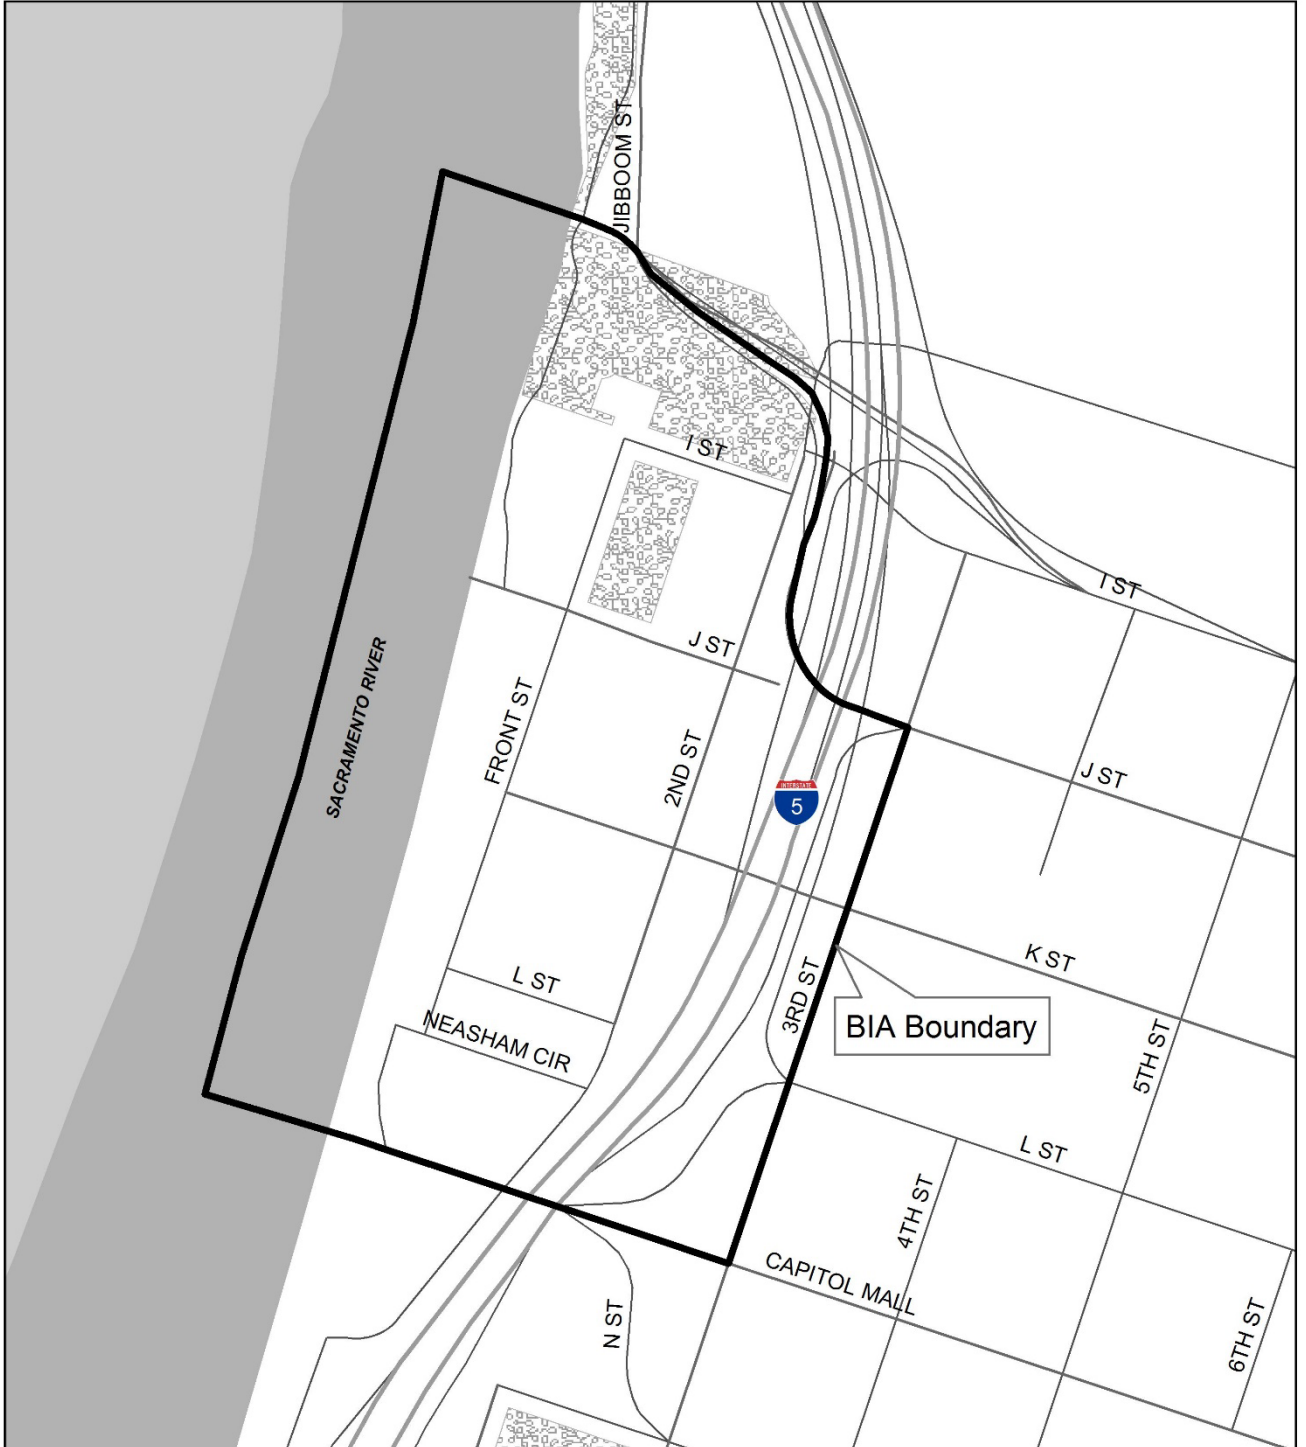 JIBBOOM ST
I ST
I ST
J ST
FRONT ST
2ND ST
SACRAMENTO RIVER
INTERSTATE
5
J ST
K ST
L ST
3RD ST
BIA Boundary
NEASHAM CIR
5TH ST
L ST
4TH ST
CAPITOL MALL
N ST
6TH ST